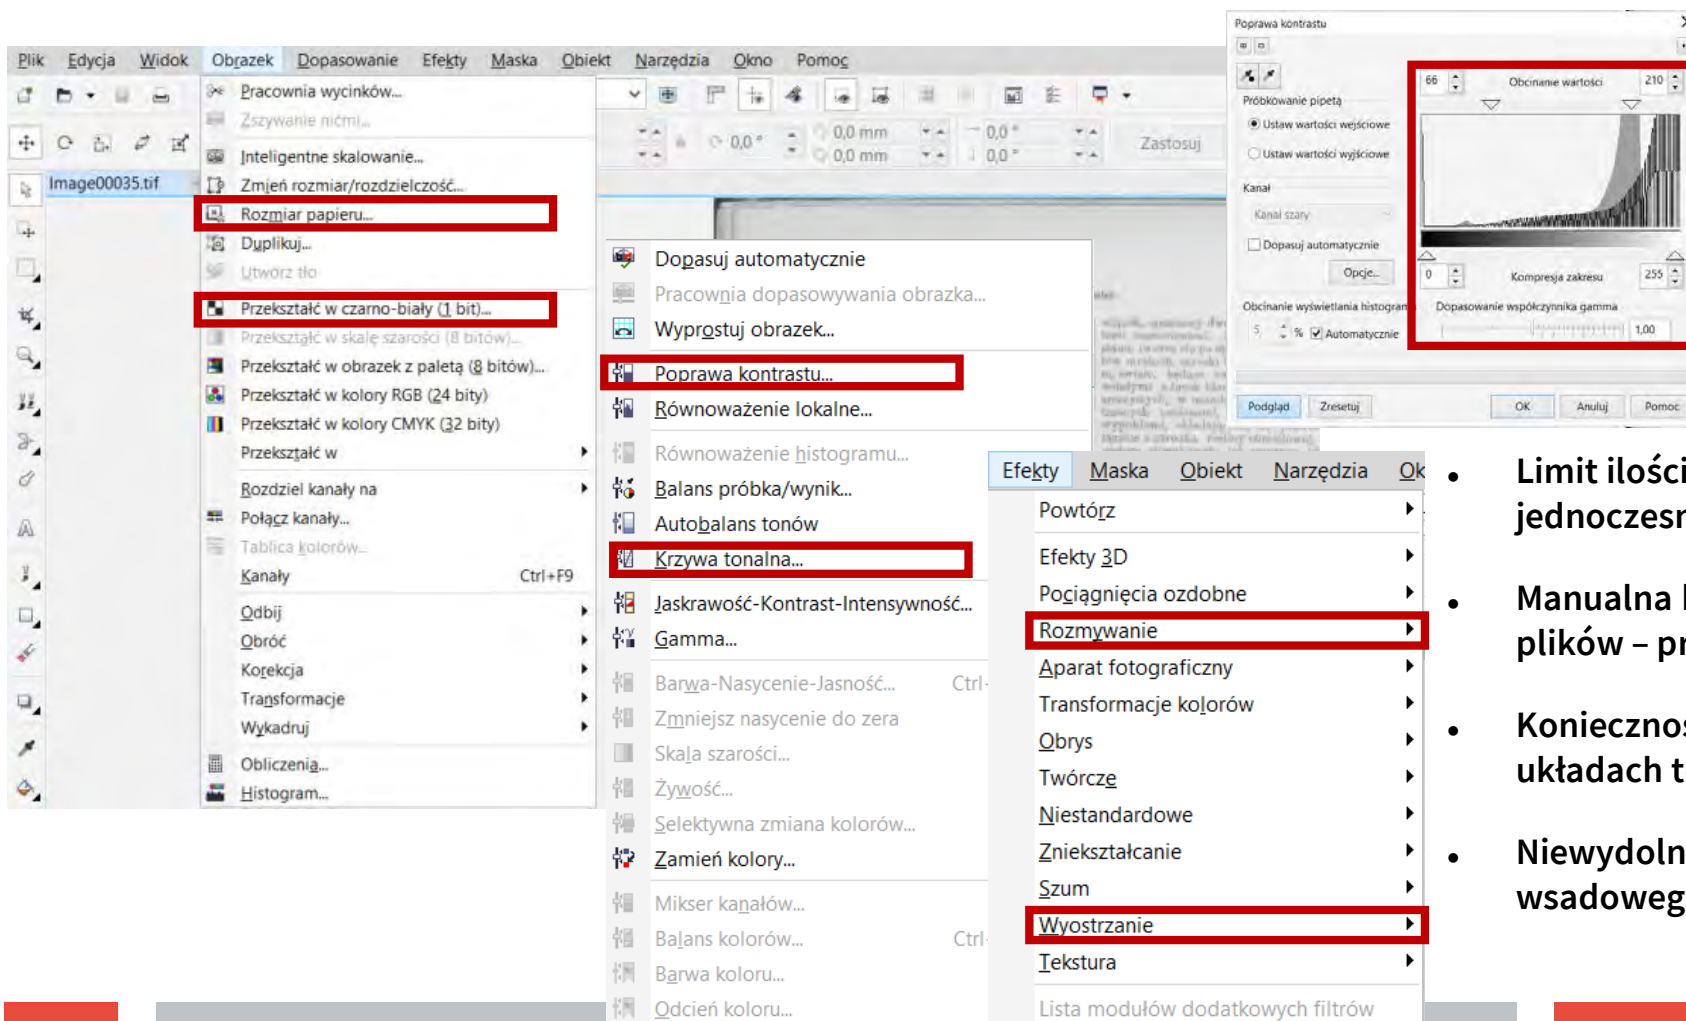 Plik Edycja Widok Obrazek Dopasowanie Efekty Maska Obiekt Narzędzia Okno Pomoc
0,0 ° 0,0 mm 0,0 ° Zastosuj
0,0 mm 0,0 °
Image00035.tif
Pracownia wycinków...
Zszywanie nićmi...
Inteligentne skalowanie...
Zmień rozmiar/rozdzielczość...
Rozmiar papieru...
Duplikuj...
Utwórz tło
Przekształć w czarno-biały (1 bit)...
Przekształć w skalę szarości (8 bitów)...
Przekształć w obrazek z paletą (8 bitów)...
Przekształć w kolory RGB (24 bity)
Przekształć w kolory CMYK (32 bity)
Przekształć w
Rozdziel kanały na
Połącz kanały...
Tablica kolorów...
Kanały Ctrl+F9
Odbij
Obróć
Korekcja
Transformacje
Wykadruj
Obliczenia...
Histogram...
Dopasuj automatycznie
Pracownia dopasowywania obrazka...
Wyprostuj obrazek...
Poprawa kontrastu...
Równoważenie lokalne...
Równoważenie histogramu...
Balans próbka/wynik...
Autobalans tonów
Krzywa tonalna...
Jaskrawość-Kontrast-Intensywność...
Gamma...
Barwa-Nasycenie-Jasność... Ctrl-
Zmniejsz nasycenie do zera
Skala szarości...
Żywość...
Selektywna zmiana kolorów...
Zamień kolory...
Mikser kanałów...
Balans kolorów... Ctrl-
Barwa koloru...
Odcień koloru...
Efekty Maska Obiekt Narzędzia Ok
Powtórz
Efekty 3D
Pociągnięcia ozdobne
Rozmywanie
Aparat fotograficzny
Transformacje kolorów
Obrys
Twórcze
Niestandardowe
Zniekształcanie
Szum
Wyostrzanie
Tekstura
Lista modułów dodatkowych filtrów
Poprawa kontrastu
66 Obcinanie wartości 210
Próbkowanie pipetą
Ustaw wartości wejściowe
Ustaw wartości wyjściowe
Kanał
Kanał szary
Dopasuj automatycznie
Opcje...
0 Kompresja zakresu 255
Obcinanie wyświetlania histogramu
5 % Automatycznie
Dopasowanie współczynnika gamma
1,00
Podgląd Zresetuj OK Anuluj Pomoc
• Limit ilości
jednoczesn
• Manualna
plików – pr
• Koniecznoś
układach t
• Niewydoln
wsadoweg